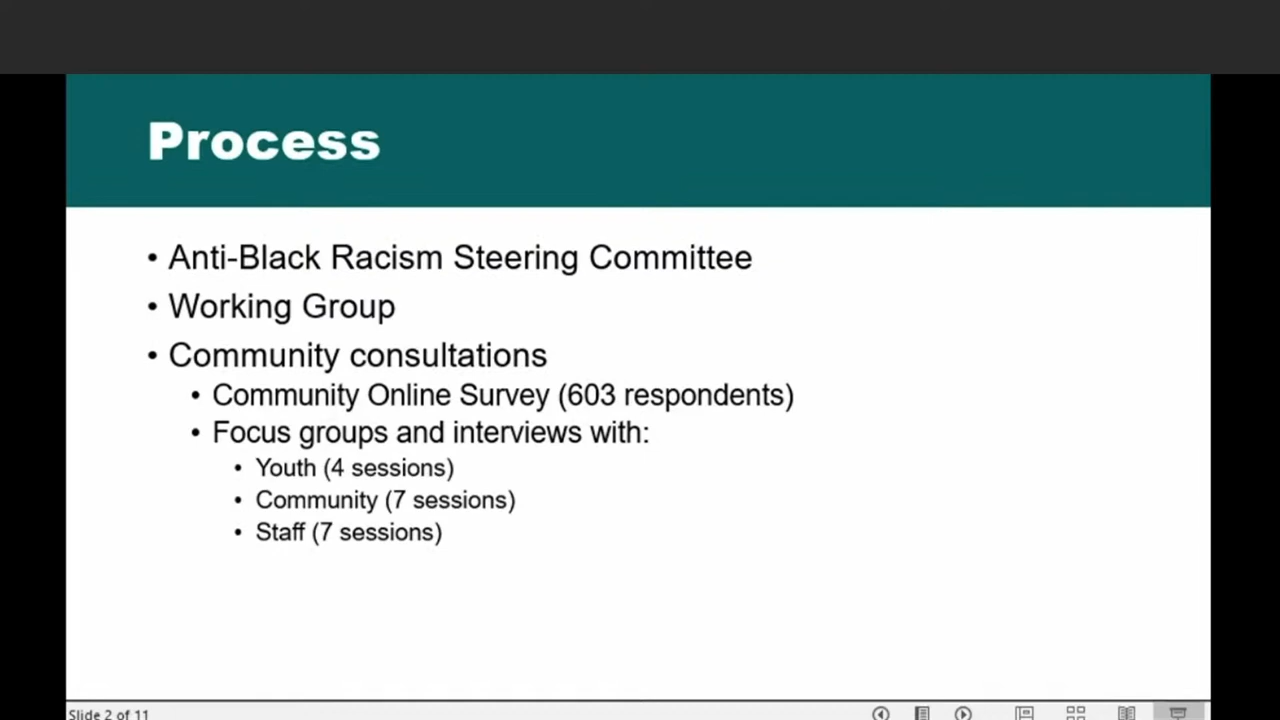 Process
• Anti-Black Racism Steering Committee
• Working Group
• Community consultations
• Community Online Survey (603 respondents)
• Focus groups and interviews with:
• Youth (4 sessions)
• Community (7 sessions)
• Staff (7 sessions)
Slide 2 of 11